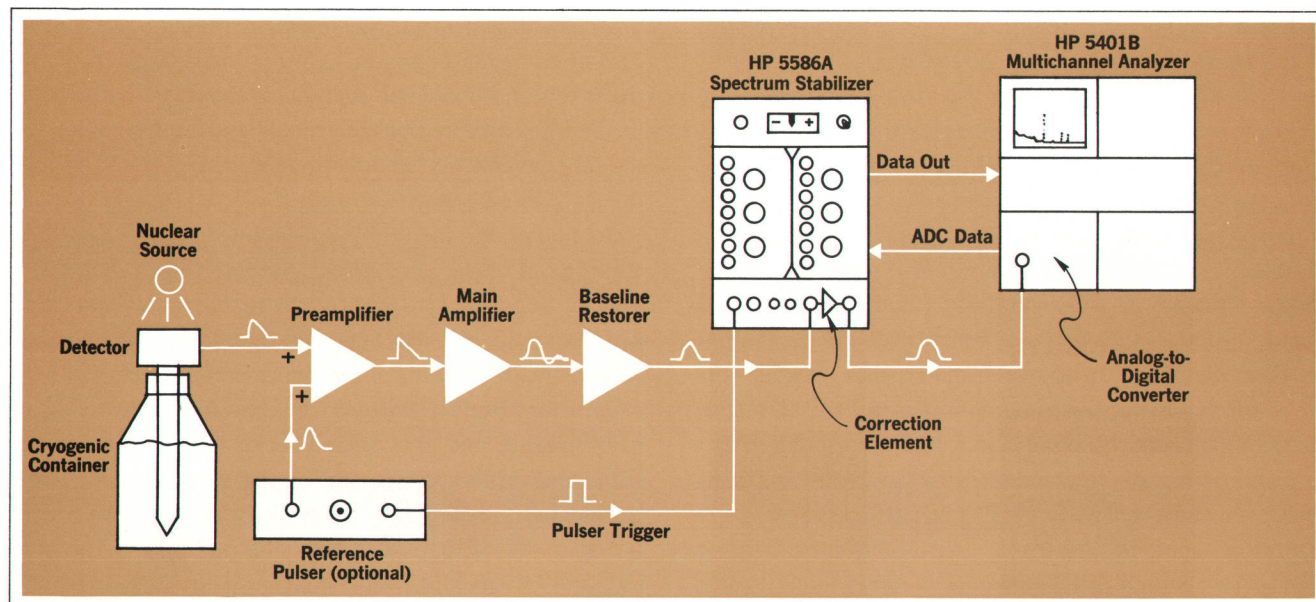 HP 5401B
Multichannel Analyzer
HP 5586A
Spectrum Stabilizer
- +
Data Out
ADC Data
Nuclear
Source
Preamplifier
Main
Amplifier
Baseline
Restorer
Detector
+
+
Analog-to-
Digital
Converter
Correction
Element
Cryogenic
Container
Pulser Trigger
Reference
Pulser (optional)